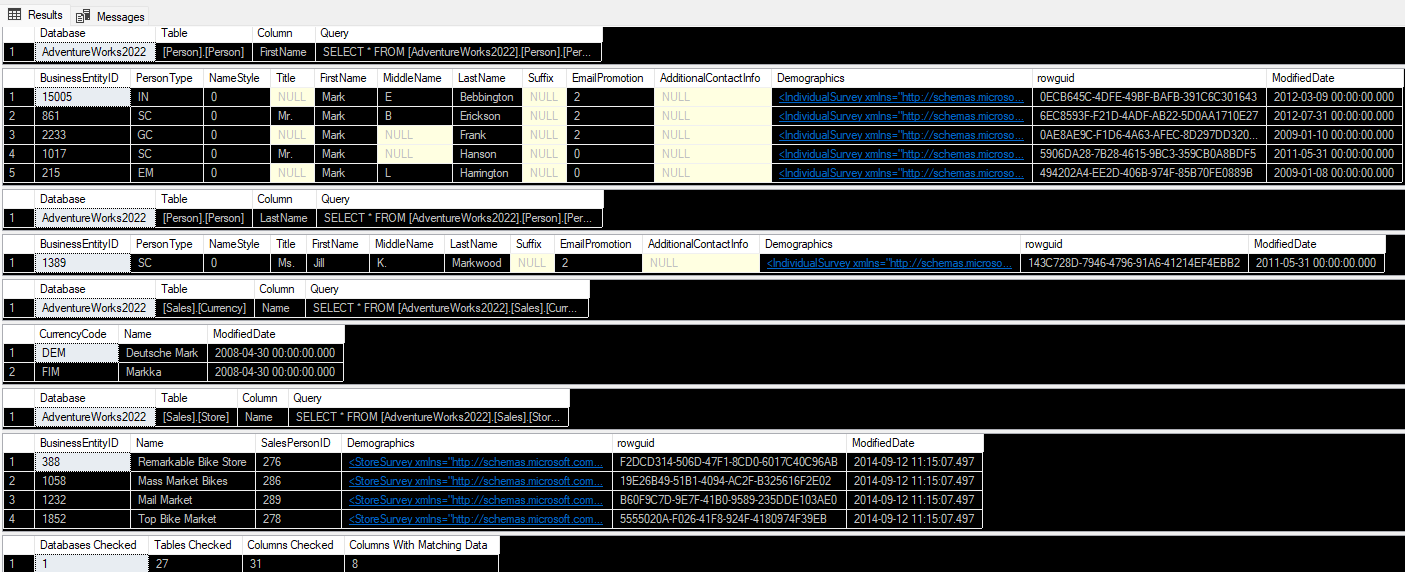 Results Messages
Database Table Column Query
1 AdventureWorks2022 [Person].[Person] FirstName SELECT * FROM [AdventureWorks2022].[Person].[Per...
BusinessEntityID PersonType NameStyle Title FirstName MiddleName LastName Suffix EmailPromotion AdditionalContactInfo Demographics rowguid ModifiedDate
1 15005 IN 0 NULL Mark E Bebbington NULL 2 NULL <IndividualSurvey xmlns="http://schemas.microso... 0ECB645C-4DFE-49BF-BAFB-391C6C301643 2012-03-09 00:00:00.000
2 861 SC 0 Mr. Mark B Erickson NULL 2 NULL <IndividualSurvey xmlns="http://schemas.microso... 6EC8593F-F21D-4ADF-AB22-5D0AA1710E27 2012-07-31 00:00:00.000
3 2233 GC 0 NULL Mark NULL Frank NULL 2 NULL <IndividualSurvey xmlns="http://schemas.microso... 0AE8AE9C-F1D6-4A63-AFEC-8D297DD320... 2009-01-10 00:00:00.000
4 1017 SC 0 Mr. Mark NULL Hanson NULL 0 NULL <IndividualSurvey xmlns="http://schemas.microso... 5906DA28-7B28-4615-9BC3-359CB0A8BDF5 2011-05-31 00:00:00.000
5 215 EM 0 NULL Mark L Harrington NULL 0 NULL <IndividualSurvey xmlns="http://schemas.microso... 494202A4-EE2D-406B-974F-85B70FE0889B 2009-01-08 00:00:00.000
Database Table Column Query
1 AdventureWorks2022 [Person].[Person] LastName SELECT * FROM [AdventureWorks2022].[Person].[Per...
BusinessEntityID PersonType NameStyle Title FirstName MiddleName LastName Suffix EmailPromotion AdditionalContactInfo Demographics rowguid ModifiedDate
1 1389 SC 0 Ms. Jill K. Markwood NULL 2 NULL <IndividualSurvey xmlns="http://schemas.microso... 143C728D-7946-4796-91A6-41214EF4EBB2 2011-05-31 00:00:00.000
Database Table Column Query
1 AdventureWorks2022 [Sales].[Currency] Name SELECT * FROM [AdventureWorks2022].[Sales].[Curr...
CurrencyCode Name ModifiedDate
1 DEM Deutsche Mark 2008-04-30 00:00:00.000
2 FIM Markka 2008-04-30 00:00:00.000
Database Table Column Query
1 AdventureWorks2022 [Sales].[Store] Name SELECT * FROM [AdventureWorks2022].[Sales].[Stor...
BusinessEntityID Name SalesPersonID Demographics rowguid ModifiedDate
1 388 Remarkable Bike Store 276 <StoreSurvey xmlns="http://schemas.microsoft.com... F2DCD314-506D-47F1-8CD0-6017C40C96AB 2014-09-12 11:15:07.497
2 1058 Mass Market Bikes 286 <StoreSurvey xmlns="http://schemas.microsoft.com... 19E26B49-51B1-4094-AC2F-B325616F2E02 2014-09-12 11:15:07.497
3 1232 Mail Market 289 <StoreSurvey xmlns="http://schemas.microsoft.com... B60F9C7D-9E7F-41B0-9589-235DDE103AE0 2014-09-12 11:15:07.497
4 1852 Top Bike Market 278 <StoreSurvey xmlns="http://schemas.microsoft.com... 5555020A-F026-41F8-924F-4180974F39EB 2014-09-12 11:15:07.497
Databases Checked Tables Checked Columns Checked Columns With Matching Data
1 1 27 31 8